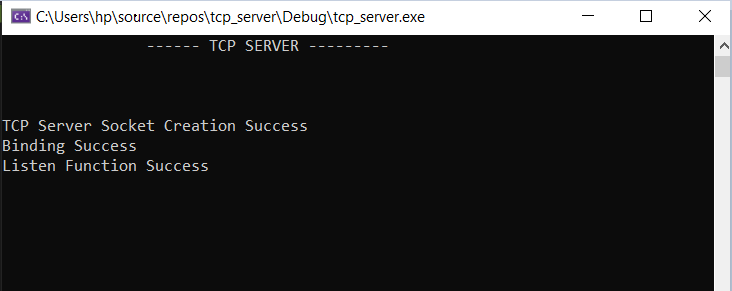 C:\Users\hp\source\repos\tcp_server\Debug\tcp_server.exe
------ TCP SERVER ---------
TCP Server Socket Creation Success
Binding Success
Listen Function Success